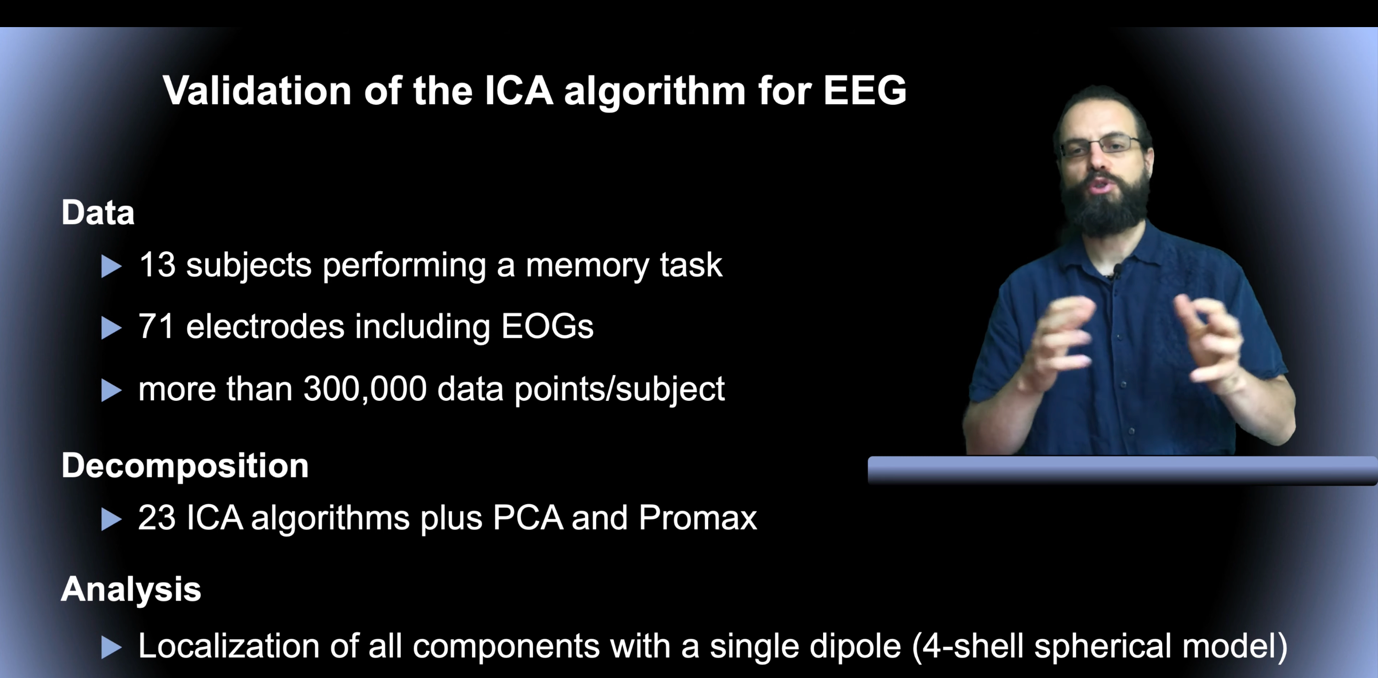 Validation of the ICA algorithm for EEG
Data
13 subjects performing a memory task
71 electrodes including EOGs
more than 300,000 data points/subject
Decomposition
23 ICA algorithms plus PCA and Promax
Analysis
Localization of all components with a single dipole (4-shell spherical model)